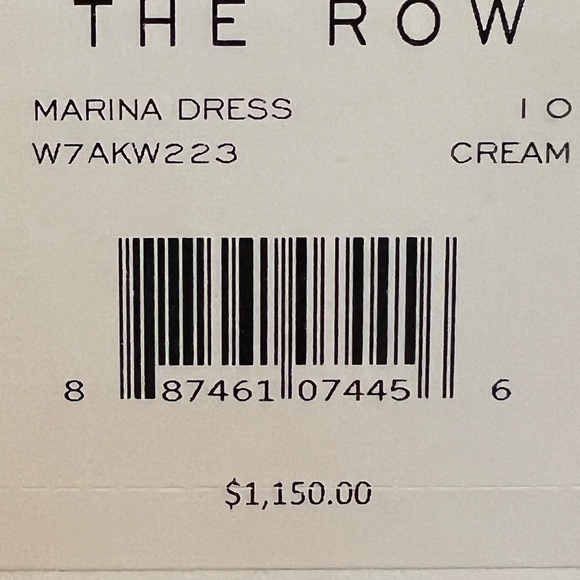 THE ROW
MARINA DRESS 10
W7AKW223 CREAM
8 87461 07445 6
$1,150.00